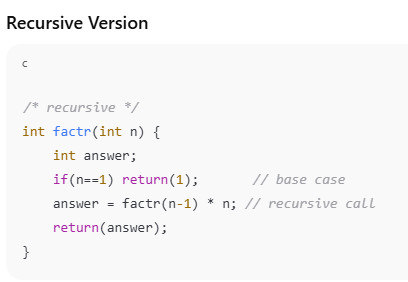 Recursive Version
c
/* recursive */
int factr(int n) {
    int answer;
    if(n==1) return(1);       // base case
    answer = factr(n-1) * n; // recursive call
    return(answer);
}